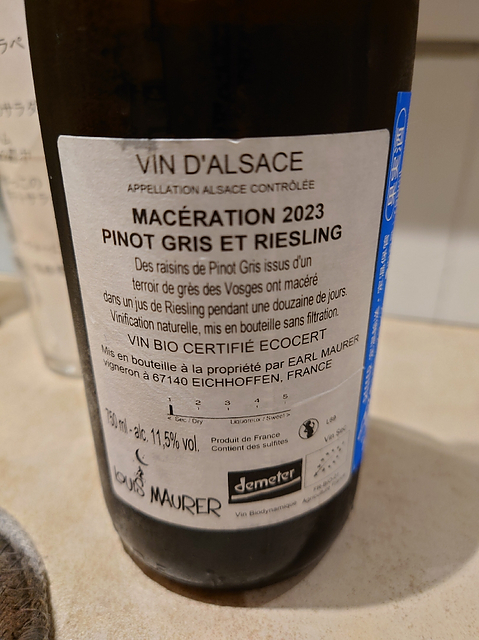 VIN D'ALSACE
APPELLATION ALSACE CONTRÔLÉE
MACÉRATION 2023
PINOT GRIS ET RIESLING
Des raisins de Pinot Gris issus d'un
terroir de grès des Vosges ont macéré
dans un jus de Riesling pendant une douzaine de jours.
Vinification naturelle, mis en bouteille sans filtration.
VIN BIO CERTIFIÉ ECOCERT
Mis en bouteille à la propriété par EARL MAURER
vigneron à 67140 EICHHOFFEN, FRANCE
1 2 3 4 5
< Sec / Dry Liquoreux / Sweet >
750 ml - alc. 11,5% vol.
Produit de France
Contient des sulfites
Vin Sec
LOUIS MAURER
demeter
Vin Biodynamique